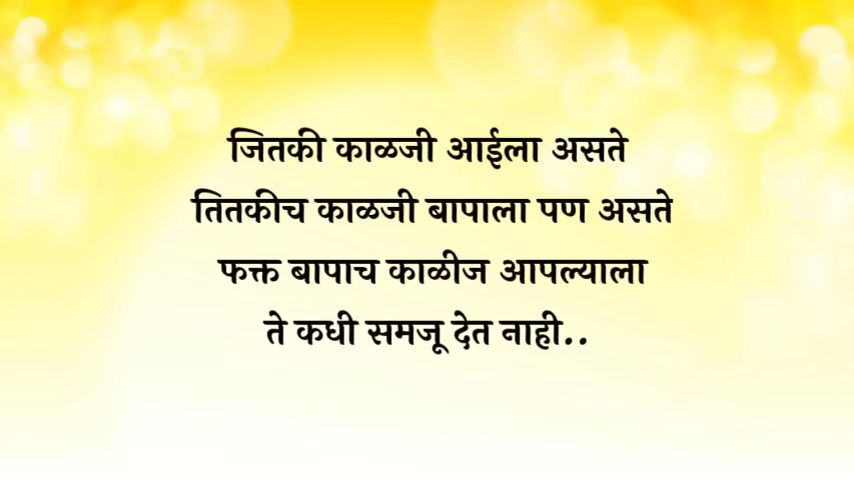 जितकी काळजी आईला असते
तितकीच काळजी बापाला पण असते
फक्त बापाच काळीज आपल्याला
ते कधी समजू देत नाही..